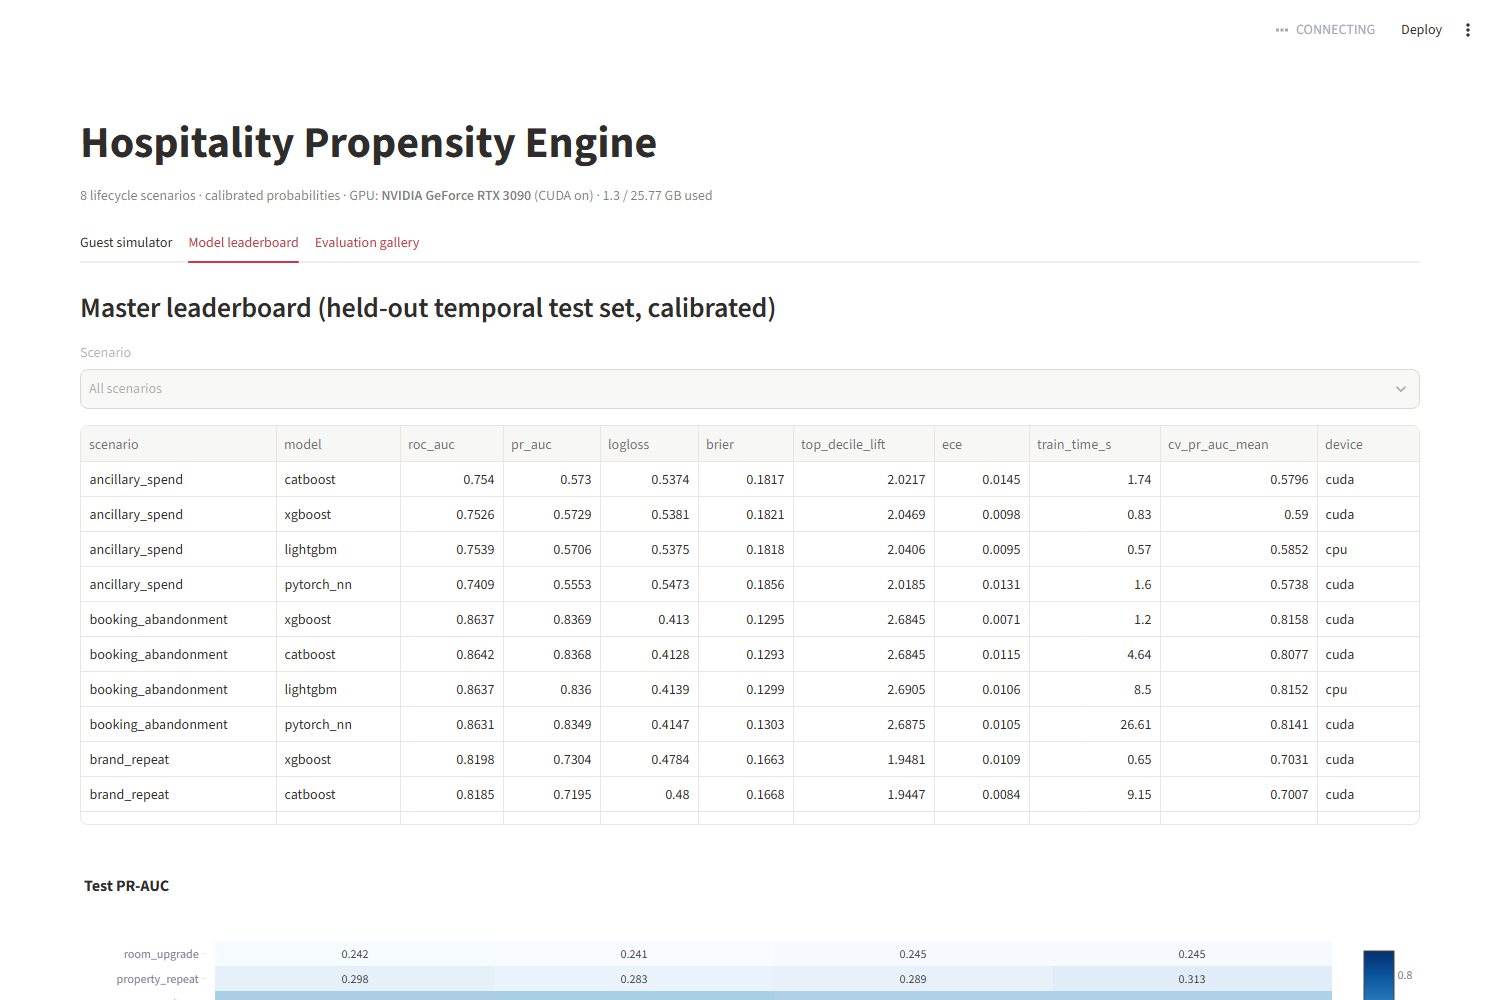 CONNECTING Deploy
Hospitality Propensity Engine
8 lifecycle scenarios · calibrated probabilities · GPU: NVIDIA GeForce RTX 3090 (CUDA on) · 1.3 / 25.77 GB used
Guest simulator Model leaderboard Evaluation gallery
Master leaderboard (held-out temporal test set, calibrated)
Scenario
All scenarios
scenario model roc_auc pr_auc logloss brier top_decile_lift ece train_time_s cv_pr_auc_mean device
ancillary_spend catboost 0.754 0.573 0.5374 0.1817 2.0217 0.0145 1.74 0.5796 cuda
ancillary_spend xgboost 0.7526 0.5729 0.5381 0.1821 2.0469 0.0098 0.83 0.59 cuda
ancillary_spend lightgbm 0.7539 0.5706 0.5375 0.1818 2.0406 0.0095 0.57 0.5852 cpu
ancillary_spend pytorch_nn 0.7409 0.5553 0.5473 0.1856 2.0185 0.0131 1.6 0.5738 cuda
booking_abandonment xgboost 0.8637 0.8369 0.413 0.1295 2.6845 0.0071 1.2 0.8158 cuda
booking_abandonment catboost 0.8642 0.8368 0.4128 0.1293 2.6845 0.0115 4.64 0.8077 cuda
booking_abandonment lightgbm 0.8637 0.836 0.4139 0.1299 2.6905 0.0106 8.5 0.8152 cpu
booking_abandonment pytorch_nn 0.8631 0.8349 0.4147 0.1303 2.6875 0.0105 26.61 0.8141 cuda
brand_repeat xgboost 0.8198 0.7304 0.4784 0.1663 1.9481 0.0109 0.65 0.7031 cuda
brand_repeat catboost 0.8185 0.7195 0.48 0.1668 1.9447 0.0084 9.15 0.7007 cuda
Test PR-AUC
room_upgrade 0.242 0.241 0.245 0.245
property_repeat 0.298 0.283 0.289 0.313
0.8